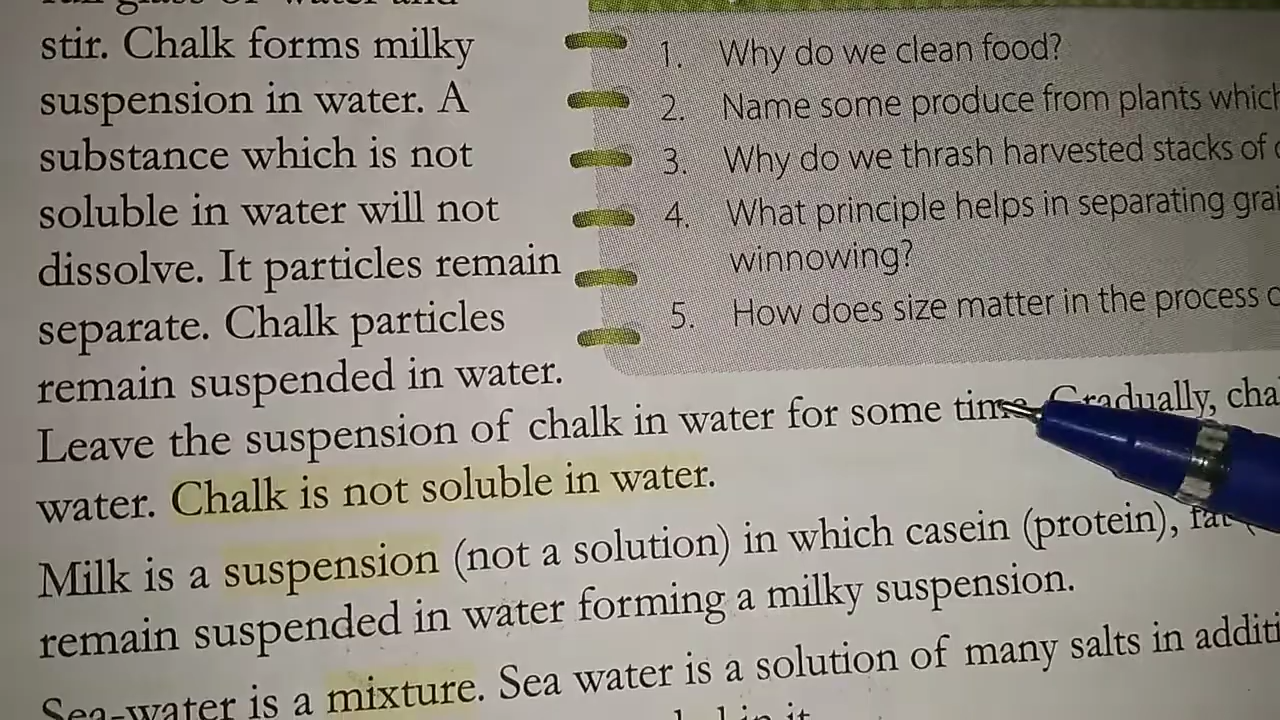 stir. Chalk forms milky
suspension in water. A
substance which is not
soluble in water will not
dissolve. It particles remain
separate. Chalk particles
remain suspended in water.
Leave the suspension of chalk in water for some time. Gradually,
water. Chalk is not soluble in water.
Milk is a suspension (not a solution) in which casein (protein), fat
remain suspended in water forming a milky suspension.
Sea-water is a mixture. Sea water is a solution of many salts in
in it.
1. Why do we clean food?
2. Name some produce from plants which
3. Why do we thrash harvested stacks of
4. What principle helps in separating
winnowing?
5. How does size matter in the process